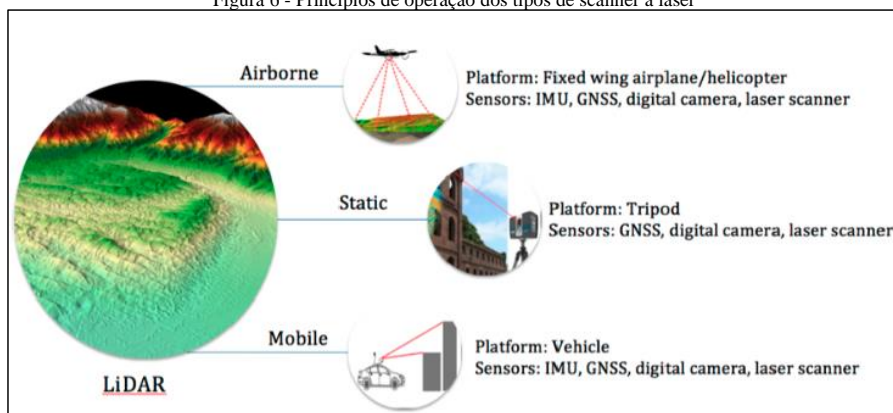 Figura 6 - Princípios de operação dos tipos de scanner a laser
Airborne
Platform: Fixed wing airplane/helicopter
Sensors: IMU, GNSS, digital camera, laser scanner
Static
Platform: Tripod
Sensors: GNSS, digital camera, laser scanner
Mobile
Platform: Vehicle
Sensors: IMU, GNSS, digital camera, laser scanner
LiDAR